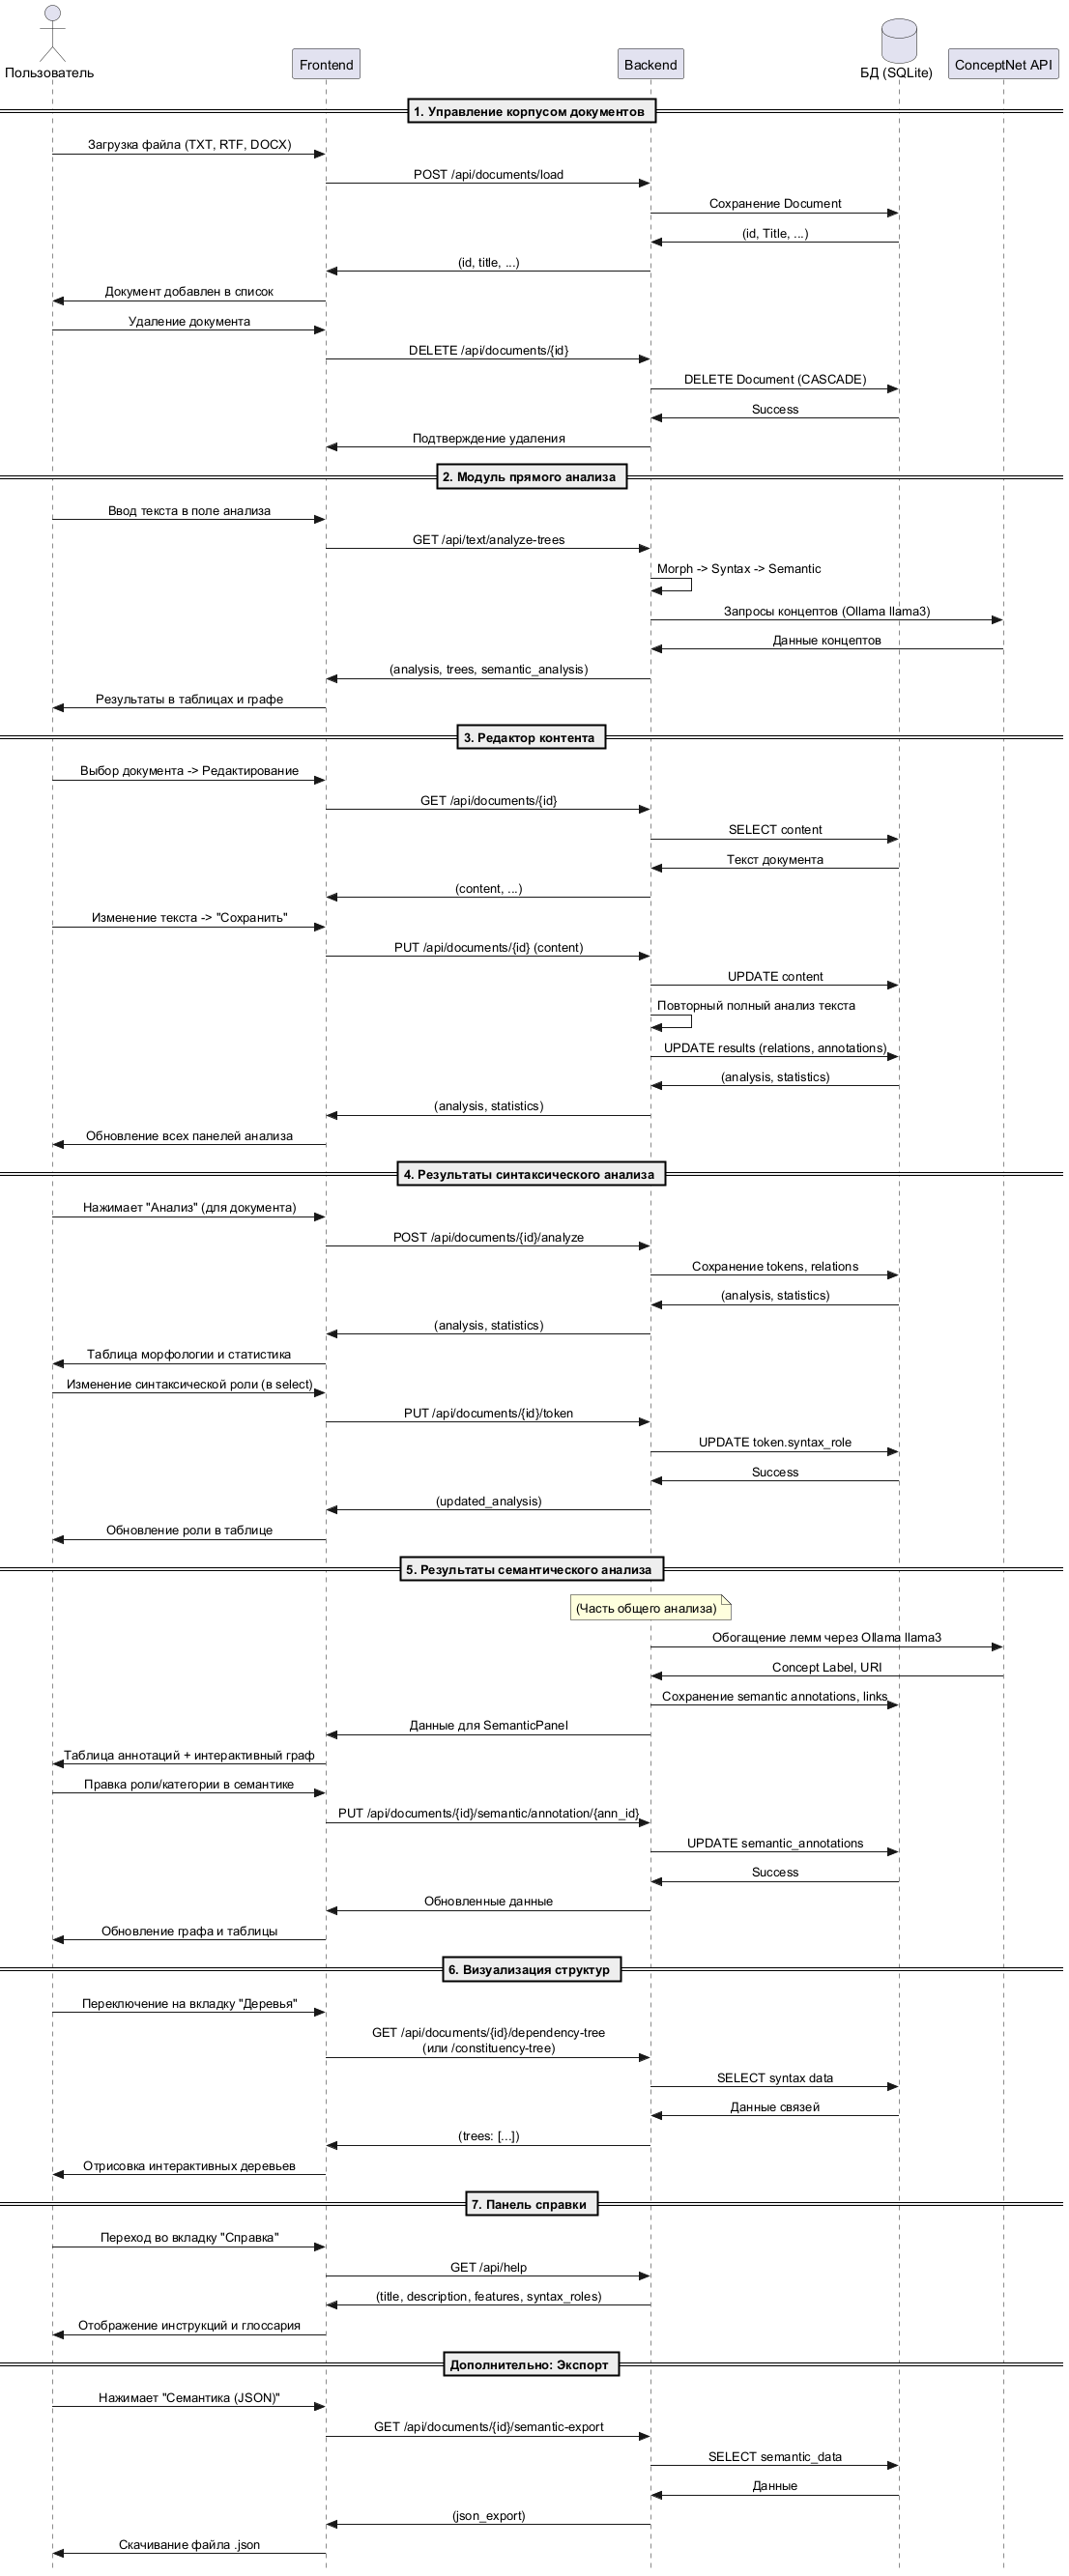 Пользователь
Frontend
Backend
БД (SQLite)
ConceptNet API
1. Управление корпусом документов
Загрузка файла (TXT, RTF, DOCX)
POST /api/documents/load
Сохранение Document
(id, Title, ...)
(id, title, ...)
Документ добавлен в список
Удаление документа
DELETE /api/documents/{id}
DELETE Document (CASCADE)
Success
Подтверждение удаления
2. Модуль прямого анализа
Ввод текста в поле анализа
GET /api/text/analyze-trees
Morph -> Syntax -> Semantic
Запросы концептов (Ollama llama3)
Данные концептов
(analysis, trees, semantic_analysis)
Результаты в таблицах и графе
3. Редактор контента
Выбор документа -> Редактирование
GET /api/documents/{id}
SELECT content
Текст документа
(content, ...)
Изменение текста -> "Сохранить"
PUT /api/documents/{id} (content)
UPDATE content
Повторный полный анализ текста
UPDATE results (relations, annotations)
(analysis, statistics)
(analysis, statistics)
Обновление всех панелей анализа
4. Результаты синтаксического анализа
Нажимает "Анализ" (для документа)
POST /api/documents/{id}/analyze
Сохранение tokens, relations
(analysis, statistics)
(analysis, statistics)
Таблица морфологии и статистика
Изменение синтаксической роли (в select)
PUT /api/documents/{id}/token
UPDATE token.syntax_role
Success
(updated_analysis)
Обновление роли в таблице
5. Результаты семантического анализа
(Часть общего анализа)
Обогащение лемм через Ollama llama3
Concept Label, URI
Сохранение semantic annotations, links
Данные для SemanticPanel
Таблица аннотаций + интерактивный граф
Правка роли/категории в семантике
PUT /api/documents/{id}/semantic/annotation/{ann_id}
UPDATE semantic_annotations
Success
Обновленные данные
Обновление графа и таблицы
6. Визуализация структур
Переключение на вкладку "Деревья"
GET /api/documents/{id}/dependency-tree
(или /constituency-tree)
SELECT syntax data
Данные связей
(trees: [...])
Отрисовка интерактивных деревьев
7. Панель справки
Переход во вкладку "Справка"
GET /api/help
(title, description, features, syntax_roles)
Отображение инструкций и глоссария
Дополнительно: Экспорт
Нажимает "Семантика (JSON)"
GET /api/documents/{id}/semantic-export
SELECT semantic_data
Данные
(json_export)
Скачивание файла .json